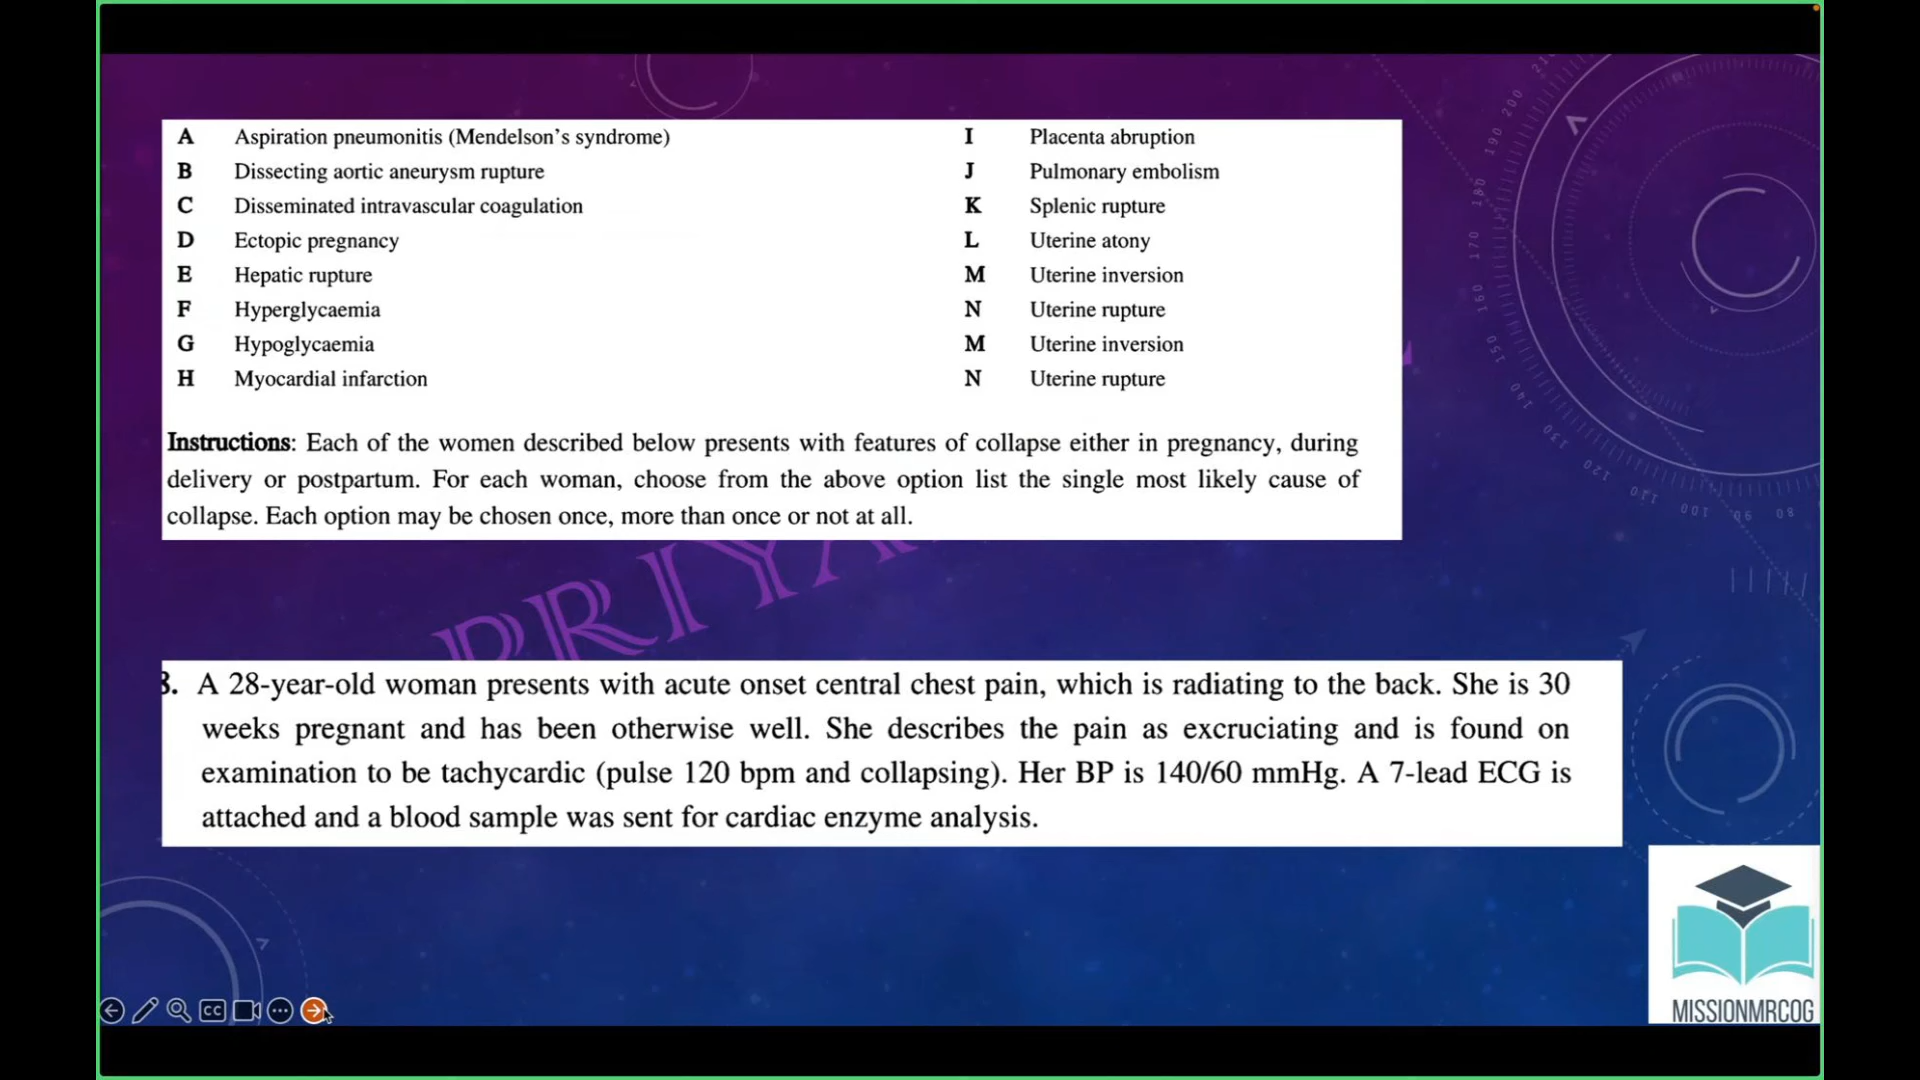 A Aspiration pneumonitis (Mendelson's syndrome)
B Dissecting aortic aneurysm rupture
C Disseminated intravascular coagulation
D Ectopic pregnancy
E Hepatic rupture
F Hyperglycaemia
G Hypoglycaemia
H Myocardial infarction
I Placenta abruption
J Pulmonary embolism
K Splenic rupture
L Uterine atony
M Uterine inversion
N Uterine rupture
M Uterine inversion
N Uterine rupture
Instructions: Each of the women described below presents with features of collapse either in pregnancy, during
delivery or postpartum. For each woman, choose from the above option list the single most likely cause of
collapse. Each option may be chosen once, more than once or not at all.
PRIYA
3. A 28-year-old woman presents with acute onset central chest pain, which is radiating to the back. She is 30
weeks pregnant and has been otherwise well. She describes the pain as excruciating and is found on
examination to be tachycardic (pulse 120 bpm and collapsing). Her BP is 140/60 mmHg. A 7-lead ECG is
attached and a blood sample was sent for cardiac enzyme analysis.
MISSIONMRCOG
CC